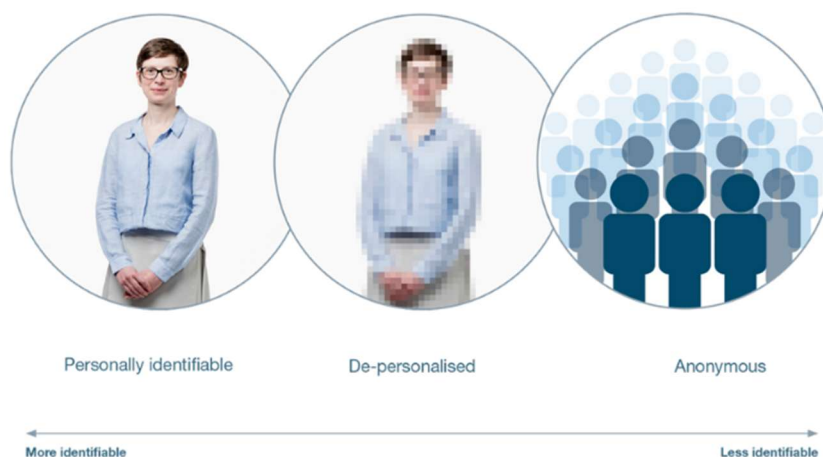 Personally identifiable
De-personalised
Anonymous
More identifiable
Less identifiable